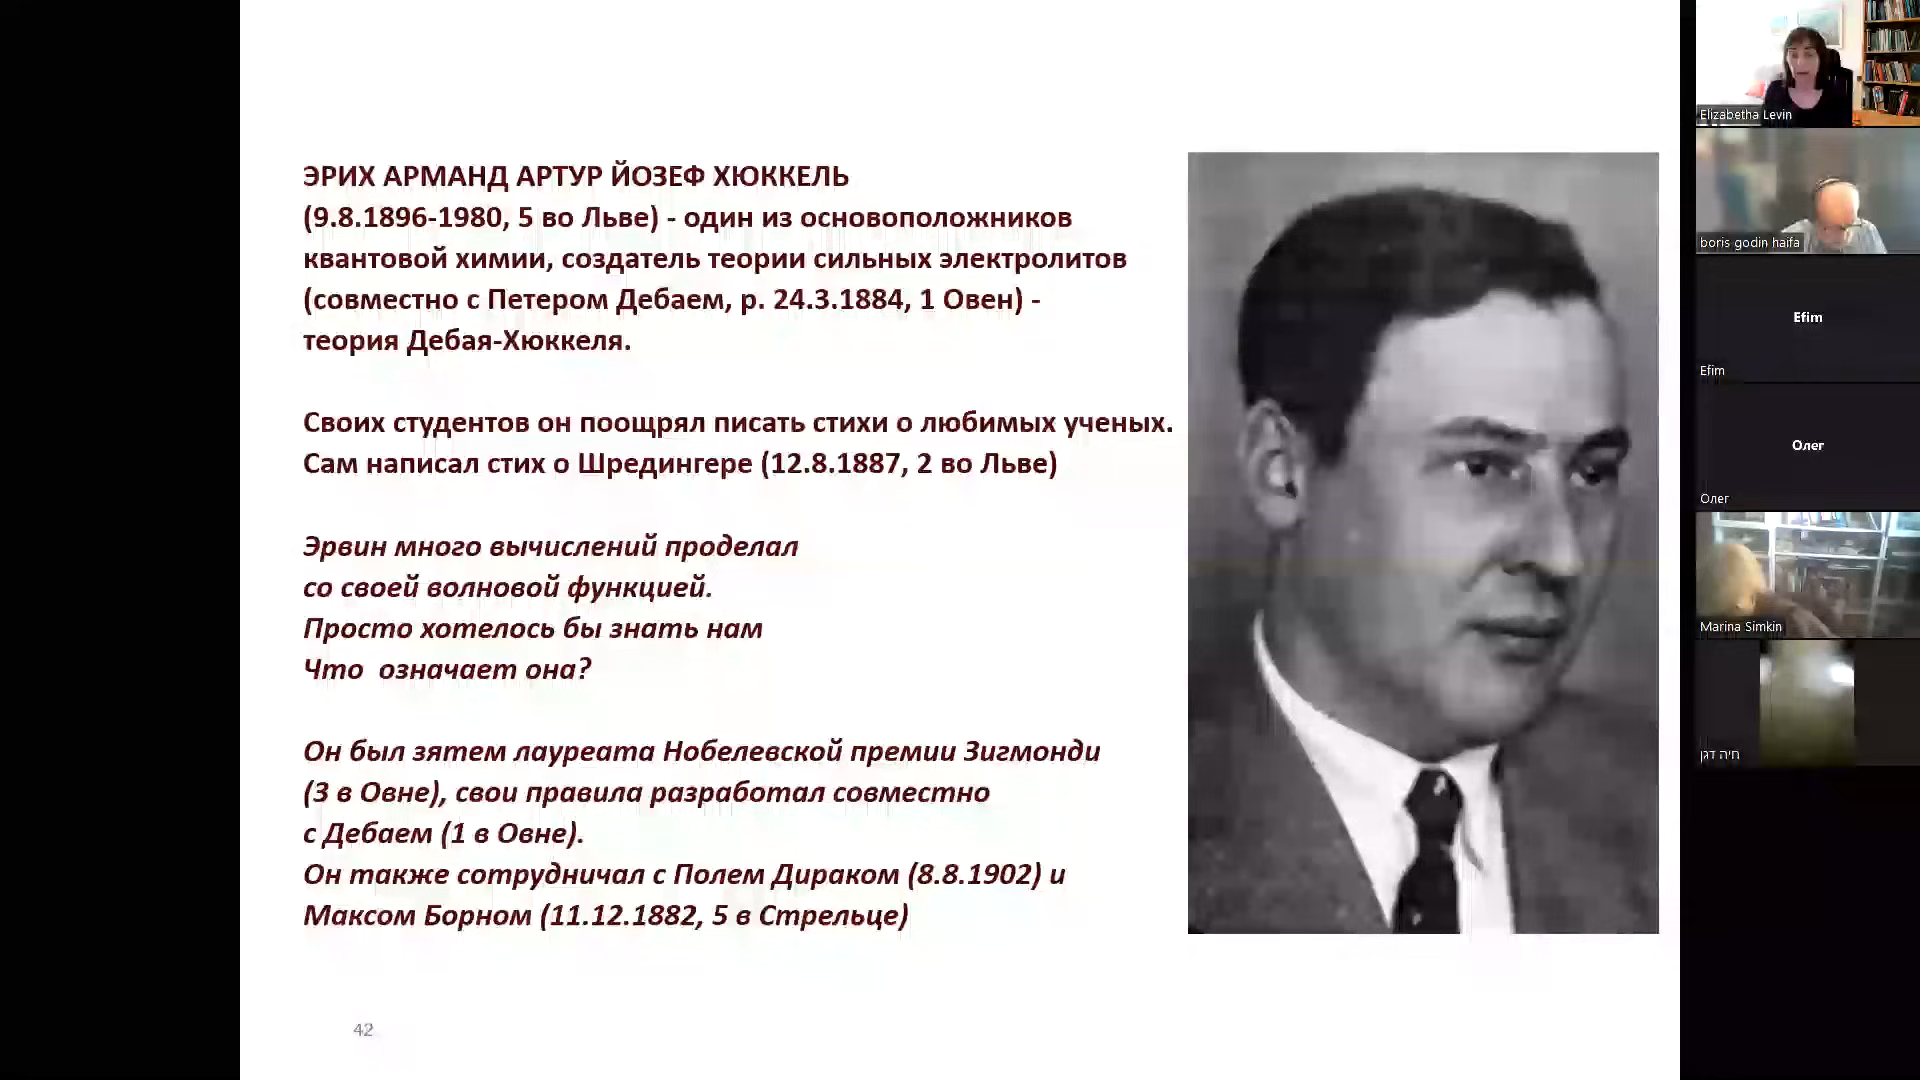 ЭРИХ АРМАНД АРТУР ЙОЗЕФ ХЮККЕЛЬ
(9.8.1896-1980, 5 во Льве) - один из основоположников
квантовой химии, создатель теории сильных электролитов
(совместно с Петером Дебаем, р. 24.3.1884, 1 Овен) -
теория Дебая-Хюккеля.
Своих студентов он поощрял писать стихи о любимых ученых.
Сам написал стих о Шредингере (12.8.1887, 2 во Льве)
Эрвин много вычислений проделал
со своей волновой функцией.
Просто хотелось бы знать нам
Что  означает она?
Он был зятем лауреата Нобелевской премии Зигмонди
(3 в Овне), свои правила разработал совместно
с Дебаем (1 в Овне).
Он также сотрудничал с Полем Дираком (8.8.1902) и
Максом Борном (11.12.1882, 5 в Стрельце)
42
Elizabetha Levin
boris godin haifa
Efim
Efim
Олег
Олег
Marina Simkin
חיה דגן